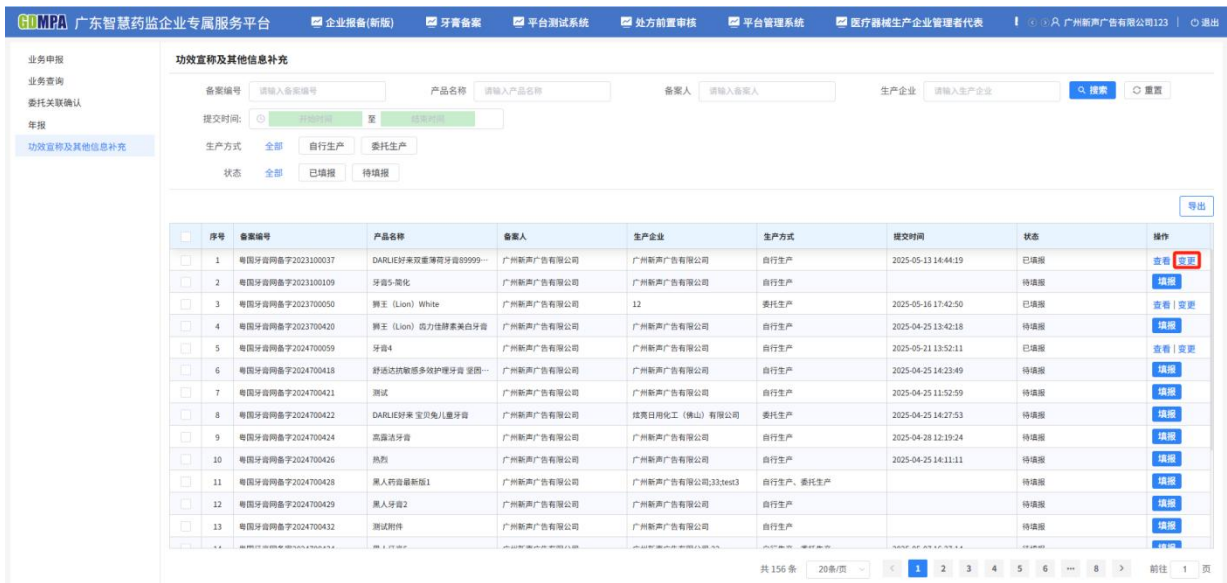 GDMPA 广东智慧药监企业专属服务平台 企业报备(新版) 牙膏备案 平台测试系统 处方前置审核 平台管理系统 医疗器械生产企业管理者代表 广州新声广告有限公司123 | 退出
业务申报
业务查询
委托关联确认
年报
功效宣称及其他信息补充
功效宣称及其他信息补充
备案编号 请输入备案编号 产品名称 请输入产品名称 备案人 请输入备案人 生产企业 请输入生产企业 搜索 重置
提交时间: 开始时间 至 结束时间
生产方式 全部 自行生产 委托生产
状态 全部 已填报 待填报
导出
序号 备案编号 产品名称 备案人 生产企业 生产方式 提交时间 状态 操作
1 粤国牙膏网备字2023100037 DARLIE好来双重薄荷牙膏89999… 广州新声广告有限公司 广州新声广告有限公司 自行生产 2025-05-13 14:44:19 已填报 查看 变更
2 粤国牙膏网备字2023100109 牙膏5-简化 广州新声广告有限公司 广州新声广告有限公司 自行生产 待填报 填报
3 粤国牙膏网备字2023700050 狮王（Lion）White 广州新声广告有限公司 12 委托生产 2025-05-16 17:42:50 已填报 查看 | 变更
4 粤国牙膏网备字2023700420 狮王（Lion）齿力佳酵素美白牙膏 广州新声广告有限公司 广州新声广告有限公司 自行生产 2025-04-25 13:42:18 待填报 填报
5 粤国牙膏网备字2024700059 牙膏4 广州新声广告有限公司 广州新声广告有限公司 自行生产 2025-05-21 13:52:11 已填报 查看 | 变更
6 粤国牙膏网备字2024700418 舒适达抗敏感多效护理牙膏 坚固… 广州新声广告有限公司 广州新声广告有限公司 自行生产 2025-04-25 14:23:49 待填报 填报
7 粤国牙膏网备字2024700421 测试 广州新声广告有限公司 广州新声广告有限公司 自行生产 2025-04-25 11:52:59 待填报 填报
8 粤国牙膏网备字2024700422 DARLIE好来 宝贝兔儿童牙膏 广州新声广告有限公司 炫亮日用化工（佛山）有限公司 委托生产 2025-04-25 14:27:53 待填报 填报
9 粤国牙膏网备字2024700424 高露洁牙膏 广州新声广告有限公司 广州新声广告有限公司 自行生产 2025-04-28 12:19:24 待填报 填报
10 粤国牙膏网备字2024700426 热烈 广州新声广告有限公司 广州新声广告有限公司 自行生产 2025-04-25 14:11:11 待填报 填报
11 粤国牙膏网备字2024700428 黑人药膏最新版1 广州新声广告有限公司 广州新声广告有限公司;33;test3 自行生产、委托生产 待填报 填报
12 粤国牙膏网备字2024700429 黑人牙膏2 广州新声广告有限公司 广州新声广告有限公司 自行生产 待填报 填报
13 粤国牙膏网备字2024700432 测试附件 广州新声广告有限公司 广州新声广告有限公司 自行生产 待填报 填报
共 156 条 20条/页 1 2 3 4 5 6 … 8 前往 1 页